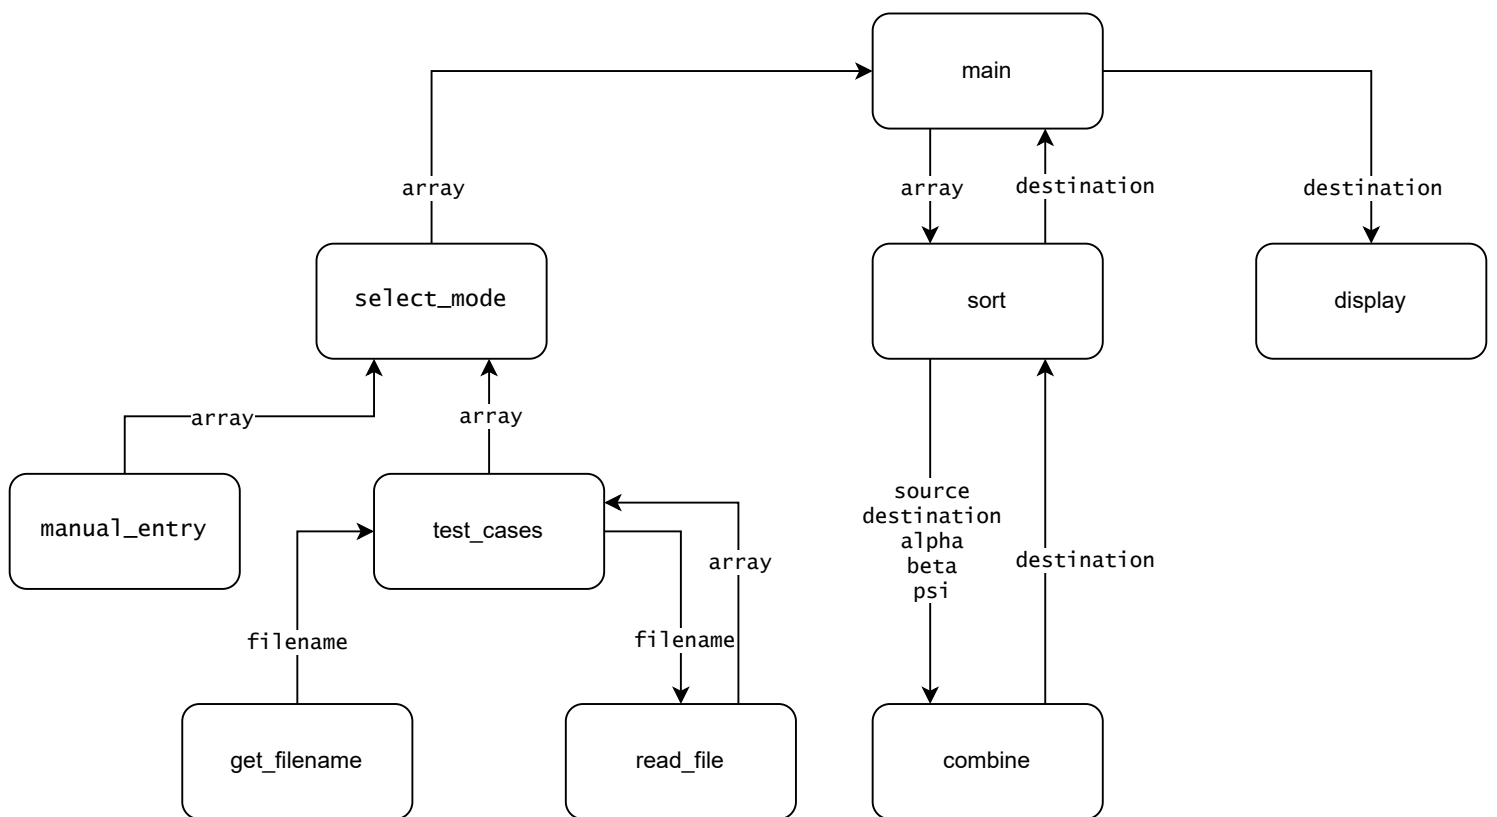 main
array
array
destination
destination
select_mode
sort
display
array
array
manual_entry
test_cases
source
destination
alpha
beta
psi
array
destination
filename
filename
get_filename
read_file
combine